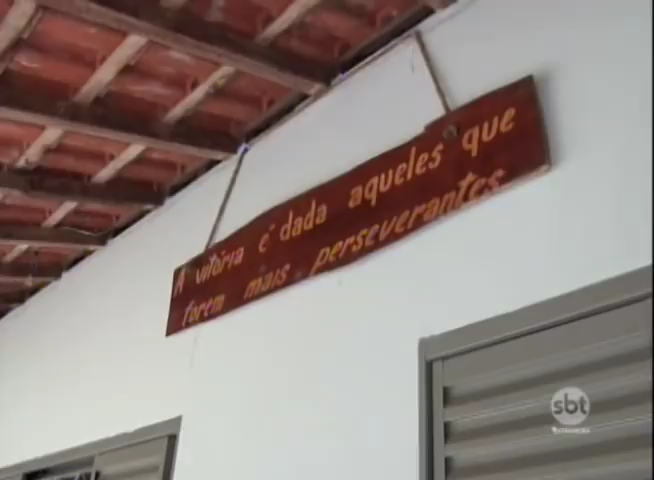 A vitória é dada aqueles que
forem mais perseverantes
sbt